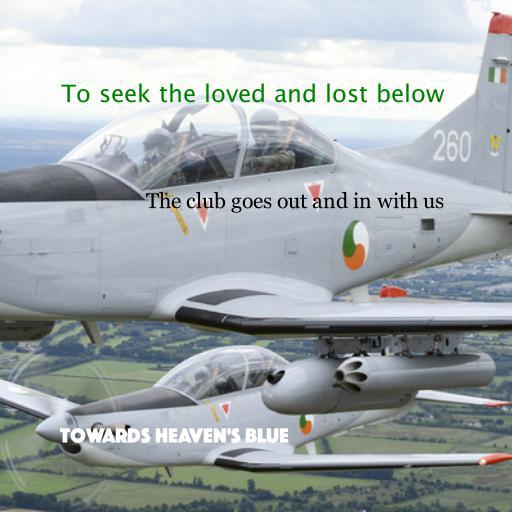 To seek the loved and lost below
260
The club goes out and in with us
TOWARDS HEAVEN'S BLUE